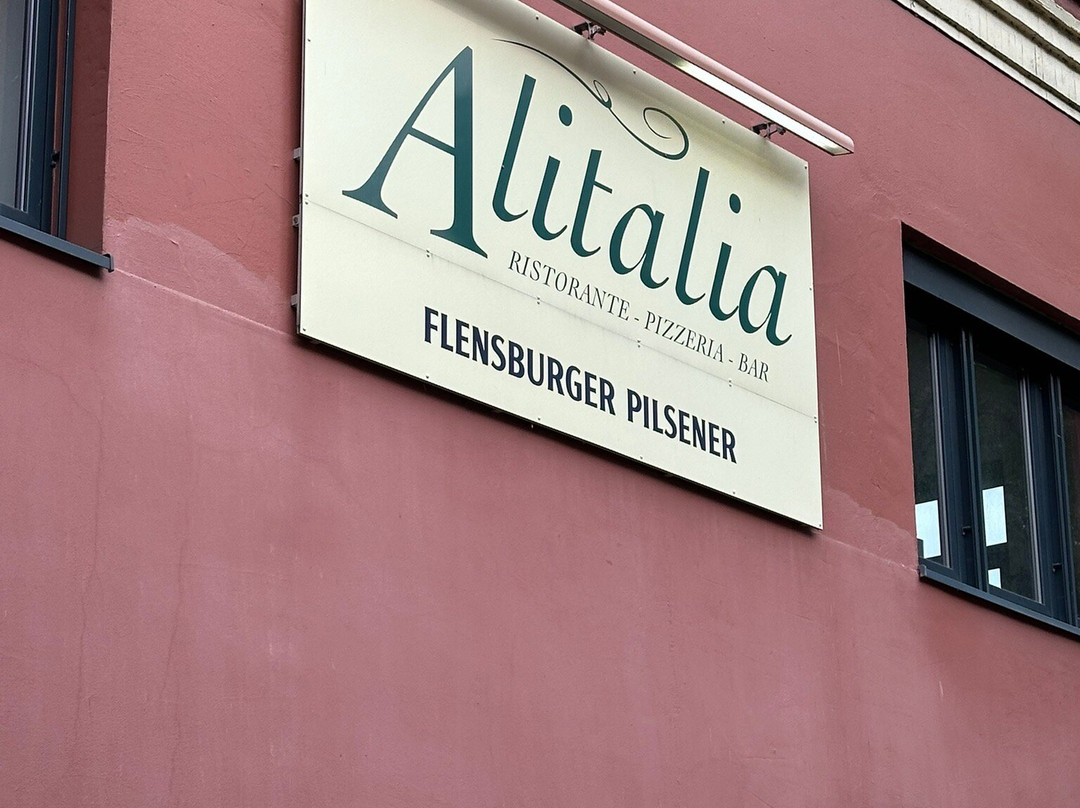 Alitalia
RISTORANTE - PIZZERIA - BAR
FLENSBURGER PILSENER